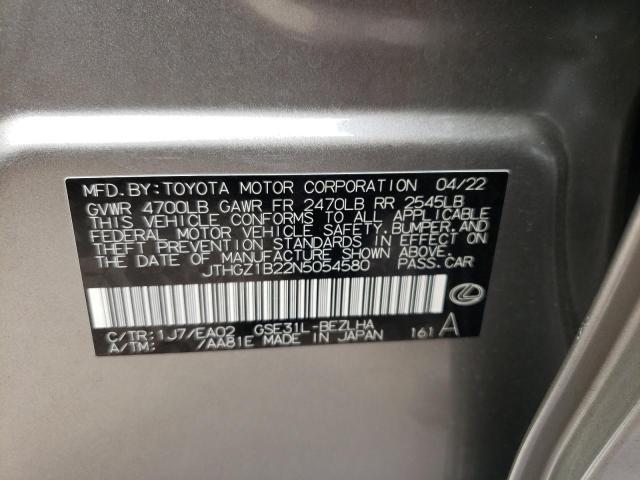 MFD.BY:TOYOTA MOTOR CORPORATION 04/22
GVWR 4700LB GAWR FR 2470LB RR 2545LB
THIS VEHICLE CONFORMS TO ALL APPLICABLE
FEDERAL MOTOR VEHICLE SAFETY,BUMPER,AND
THEFT PREVENTION STANDARDS IN EFFECT ON
THE DATE OF MANUFACTURE SHOWN ABOVE.
JTHGZ1B22N5054580 PASS.CAR
C/TR:1J7/EA02 GSE31L-BEZLHA
A/TM: /AA81E MADE IN JAPAN 161 A